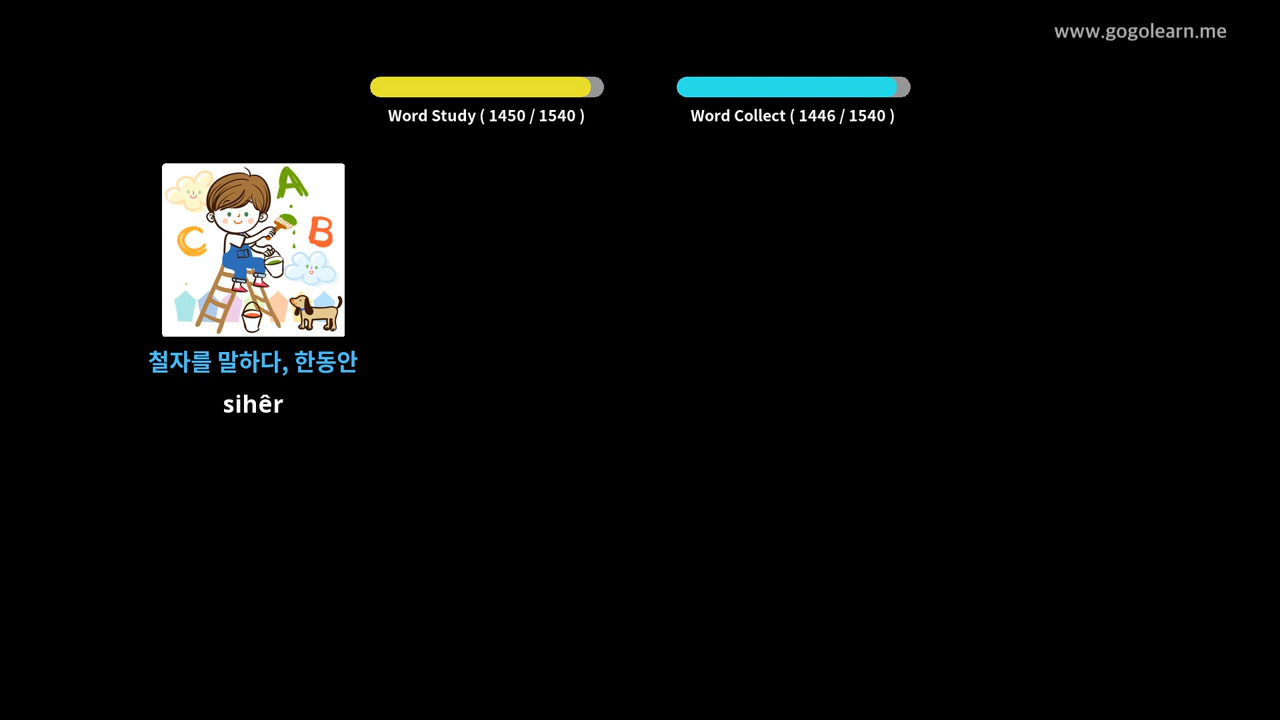 www.gogolearn.me
Word Study ( 1450 / 1540 )
Word Collect ( 1446 / 1540 )
A
B
C
철자를 말하다, 한동안
sihêr